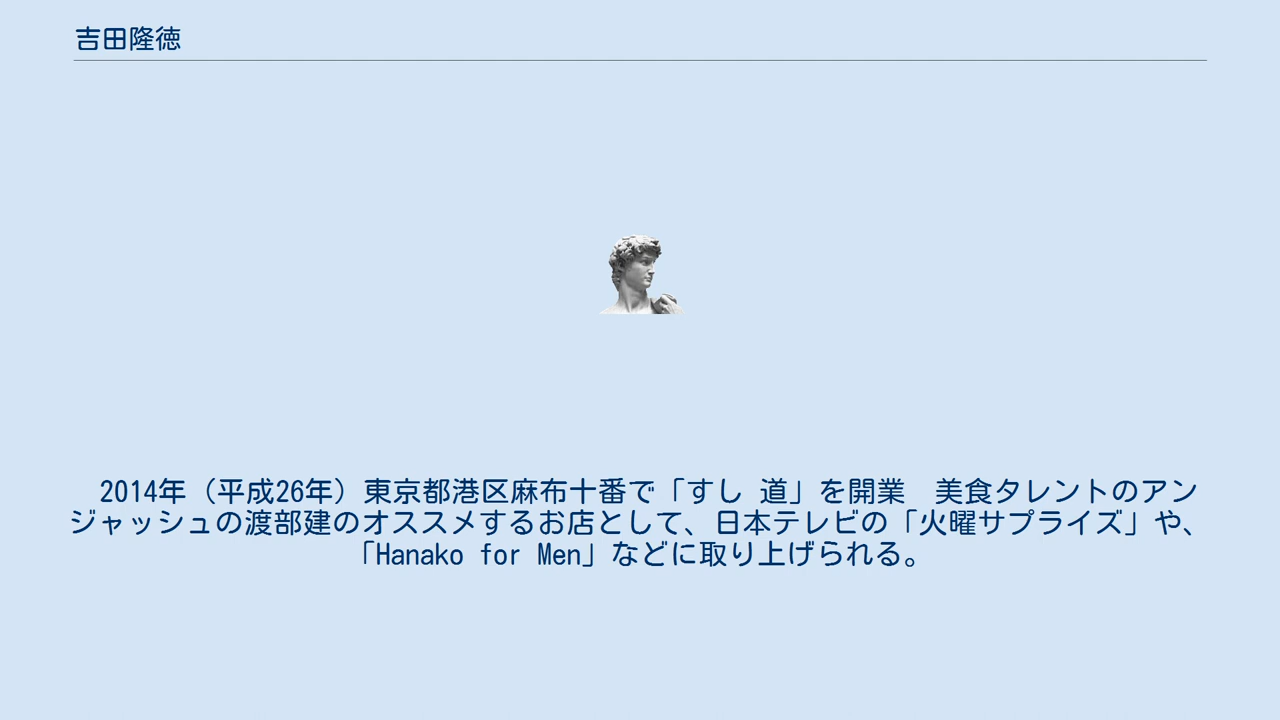 吉田隆徳
2014年（平成26年）東京都港区麻布十番で「すし 道」を開業　美食タレントのアン
ジャッシュの渡部建のオススメするお店として、日本テレビの「火曜サプライズ」や、
「Hanako for Men」などに取り上げられる。